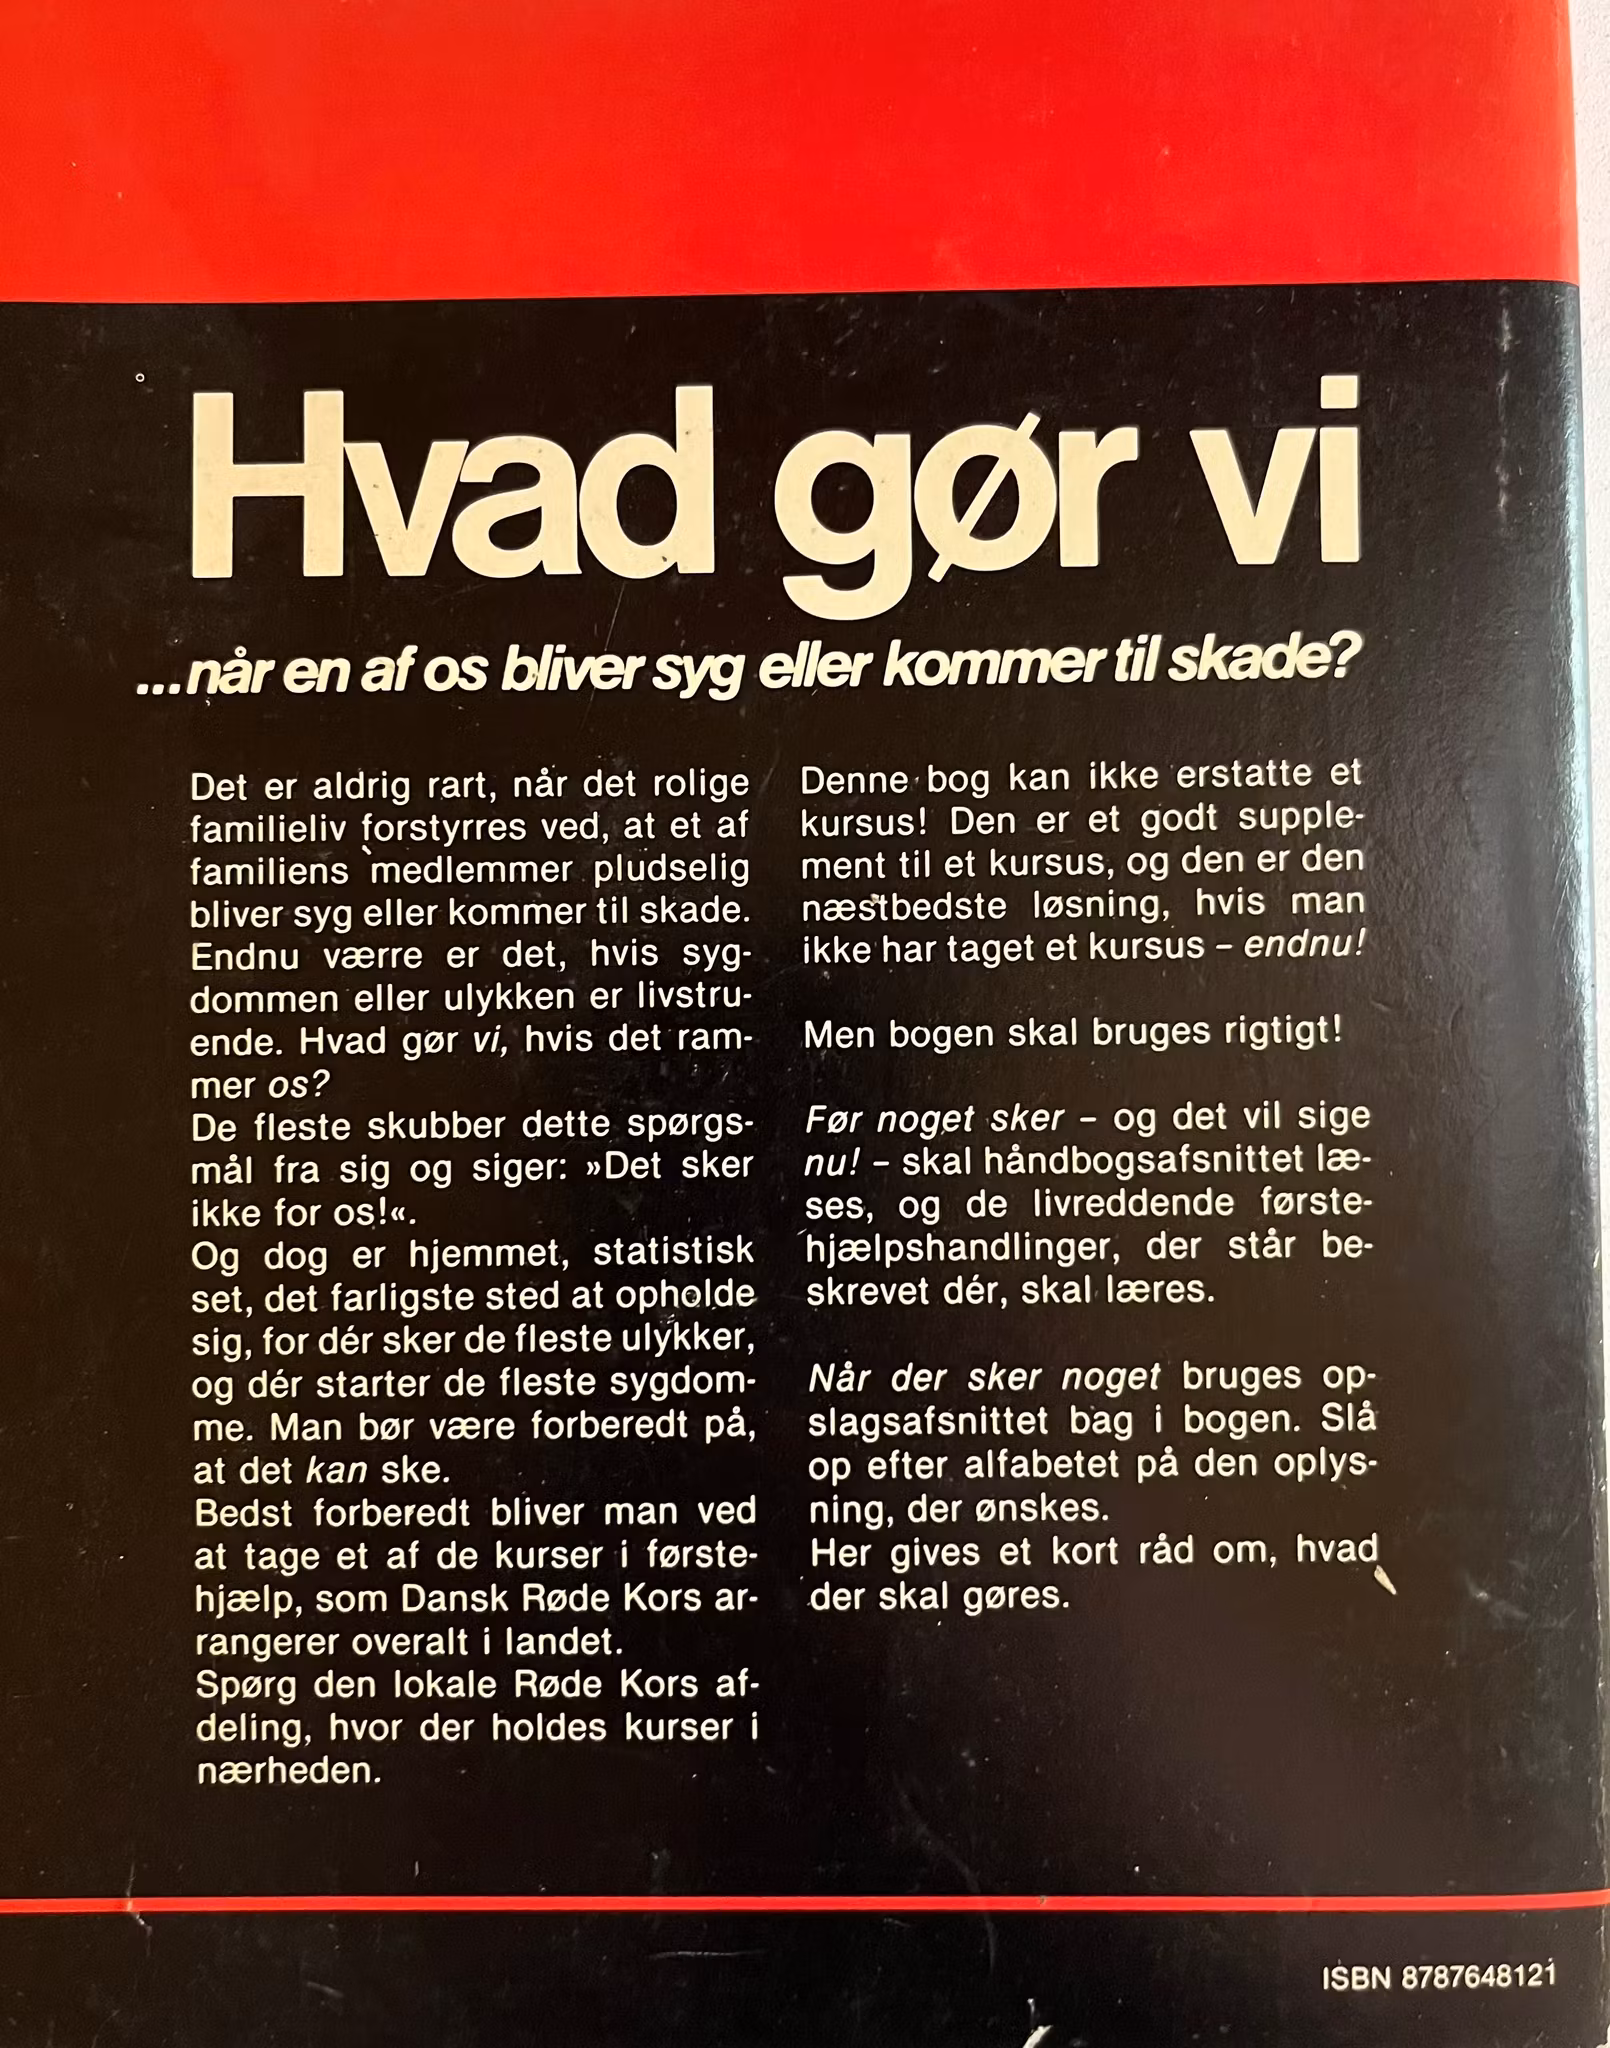 Hvad gør vi
...når en af os bliver syg eller kommer til skade?
Det er aldrig rart, når det rolige
familieliv forstyrres ved, at et af
familiens medlemmer pludselig
bliver syg eller kommer til skade.
Endnu værre er det, hvis syg-
dommen eller ulykken er livstru-
ende. Hvad gør vi, hvis det ram-
mer os?
De fleste skubber dette spørgs-
mål fra sig og siger: »Det sker
ikke for os!«.
Og dog er hjemmet, statistisk
set, det farligste sted at opholde
sig, for dér sker de fleste ulykker,
og dér starter de fleste sygdom-
me. Man bør være forberedt på,
at det kan ske.
Bedst forberedt bliver man ved
at tage et af de kurser i første-
hjælp, som Dansk Røde Kors ar-
rangerer overalt i landet.
Spørg den lokale Røde Kors af-
deling, hvor der holdes kurser i
nærheden.
Denne bog kan ikke erstatte et
kursus! Den er et godt supple-
ment til et kursus, og den er den
næstbedste løsning, hvis man
ikke har taget et kursus – endnu!
Men bogen skal bruges rigtigt!
Før noget sker – og det vil sige
nu! – skal håndbogsafsnittet læ-
ses, og de livreddende første-
hjælpshandlinger, der står be-
skrevet dér, skal læres.
Når der sker noget bruges op-
slagsafsnittet bag i bogen. Slå
op efter alfabetet på den oplys-
ning, der ønskes.
Her gives et kort råd om, hvad
der skal gøres.
ISBN 8787648121